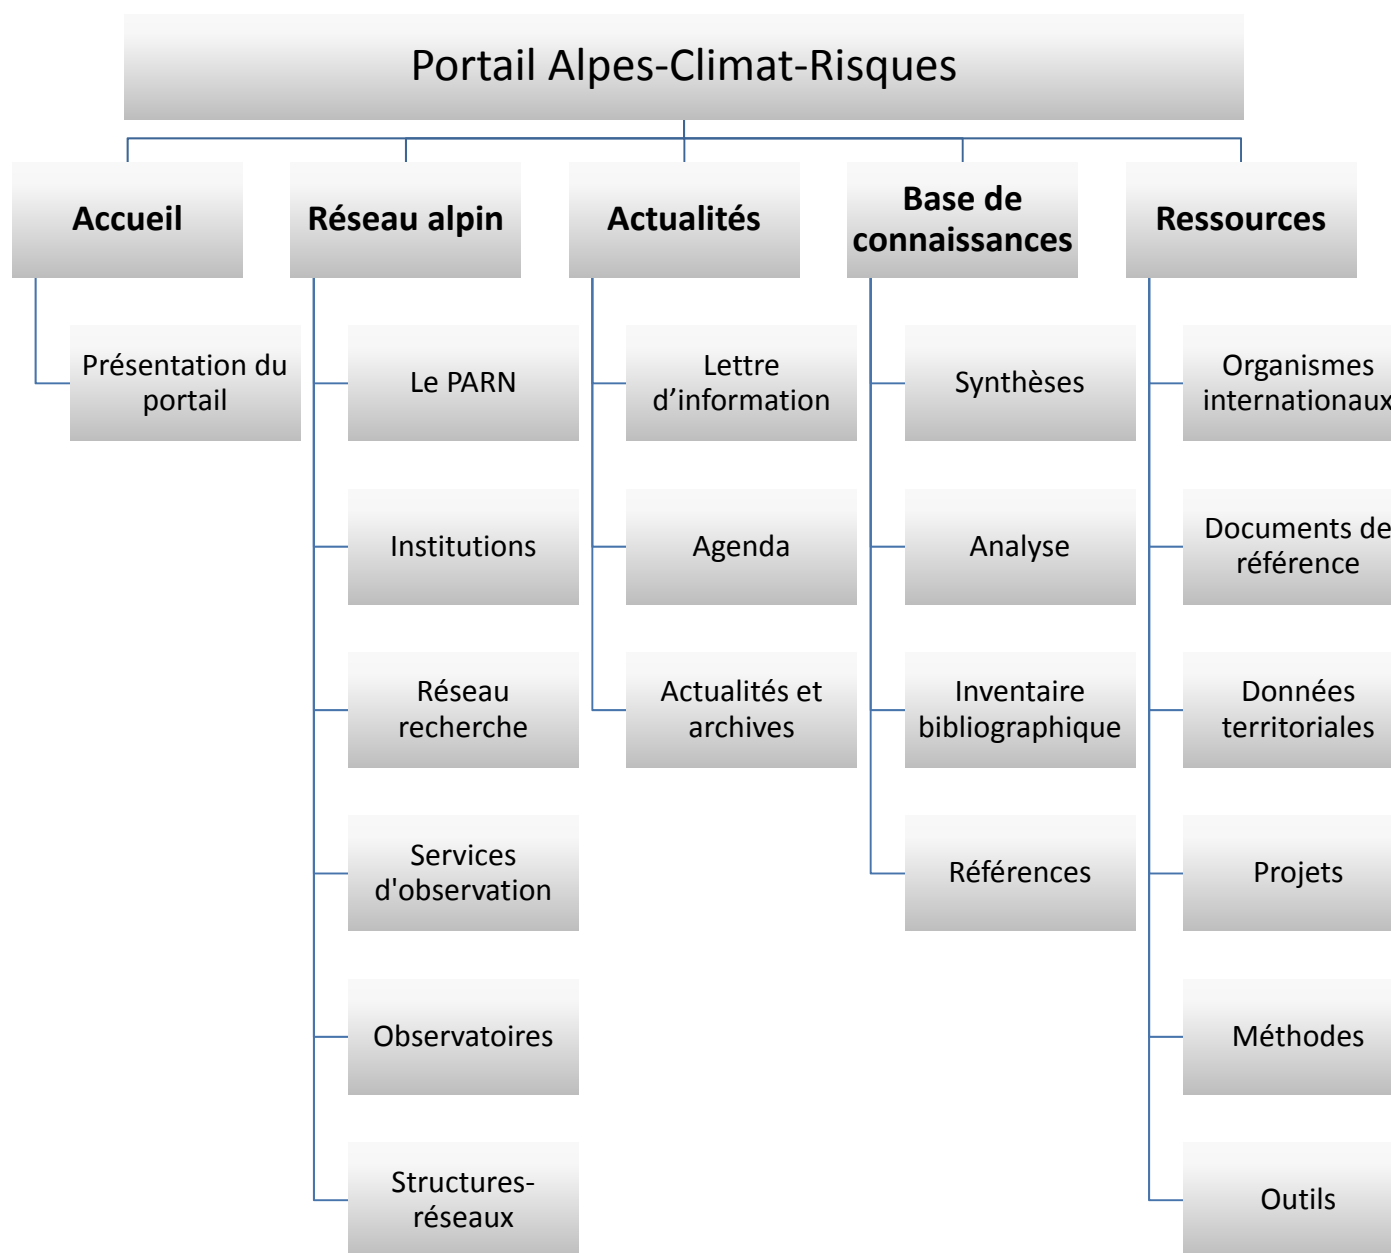 Portail Alpes-Climat-Risques
Accueil
Réseau alpin
Actualités
Base de
connaissances
Ressources
Présentation du
portail
Le PARN
Institutions
Réseau
recherche
Services
d'observation
Observatoires
Structures-
réseaux
Lettre
d’information
Agenda
Actualités et
archives
Synthèses
Analyse
Inventaire
bibliographique
Références
Organismes
internationaux
Documents de
référence
Données
territoriales
Projets
Méthodes
Outils